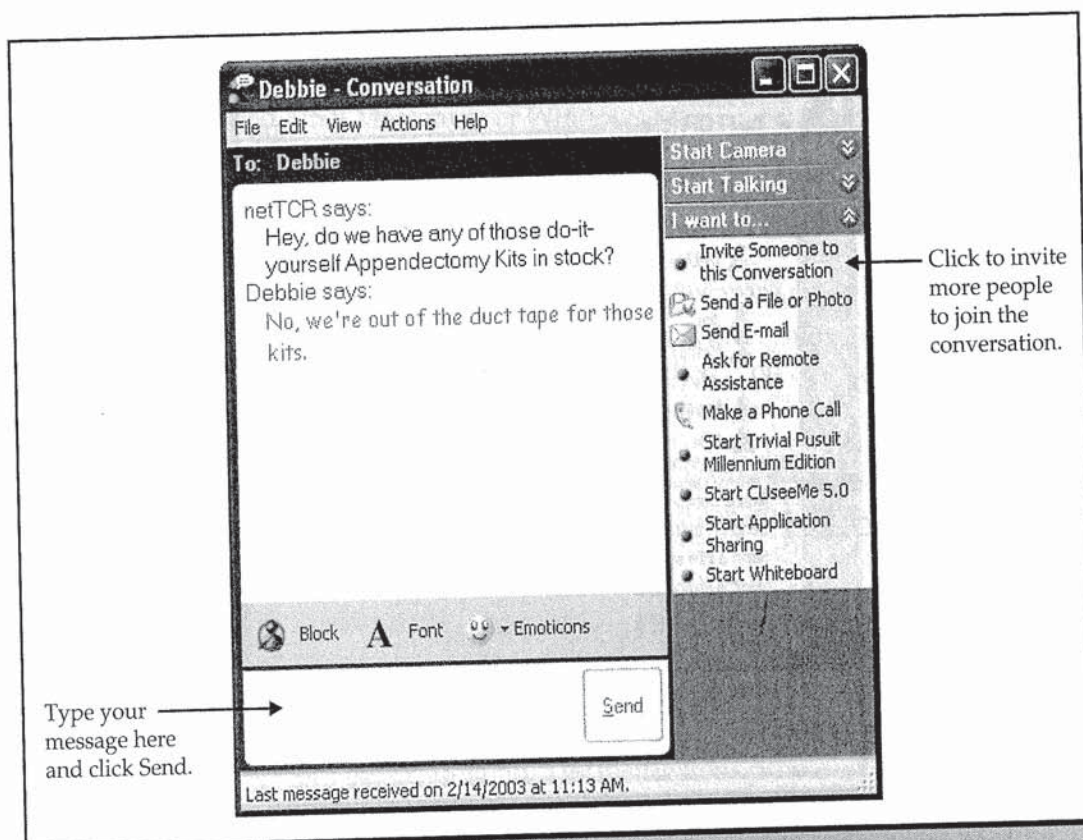 Debbie - Conversation
File Edit View Actions Help
To: Debbie
netTCR says:
Hey, do we have any of those do-it-
yourself Appendectomy Kits in stock?
Debbie says:
No, we're out of the duct tape for those
kits.
Block A Font Emoticons
Send
Last message received on 2/14/2003 at 11:13 AM.
Start Camera
Start Talking
I want to...
Invite Someone to
this Conversation
Send a File or Photo
Send E-mail
Ask for Remote
Assistance
Make a Phone Call
Start Trivial Pusuit
Millennium Edition
Start CUseeMe 5.0
Start Application
Sharing
Start Whiteboard
Click to invite
more people
to join the
conversation.
Type your
message here
and click Send.